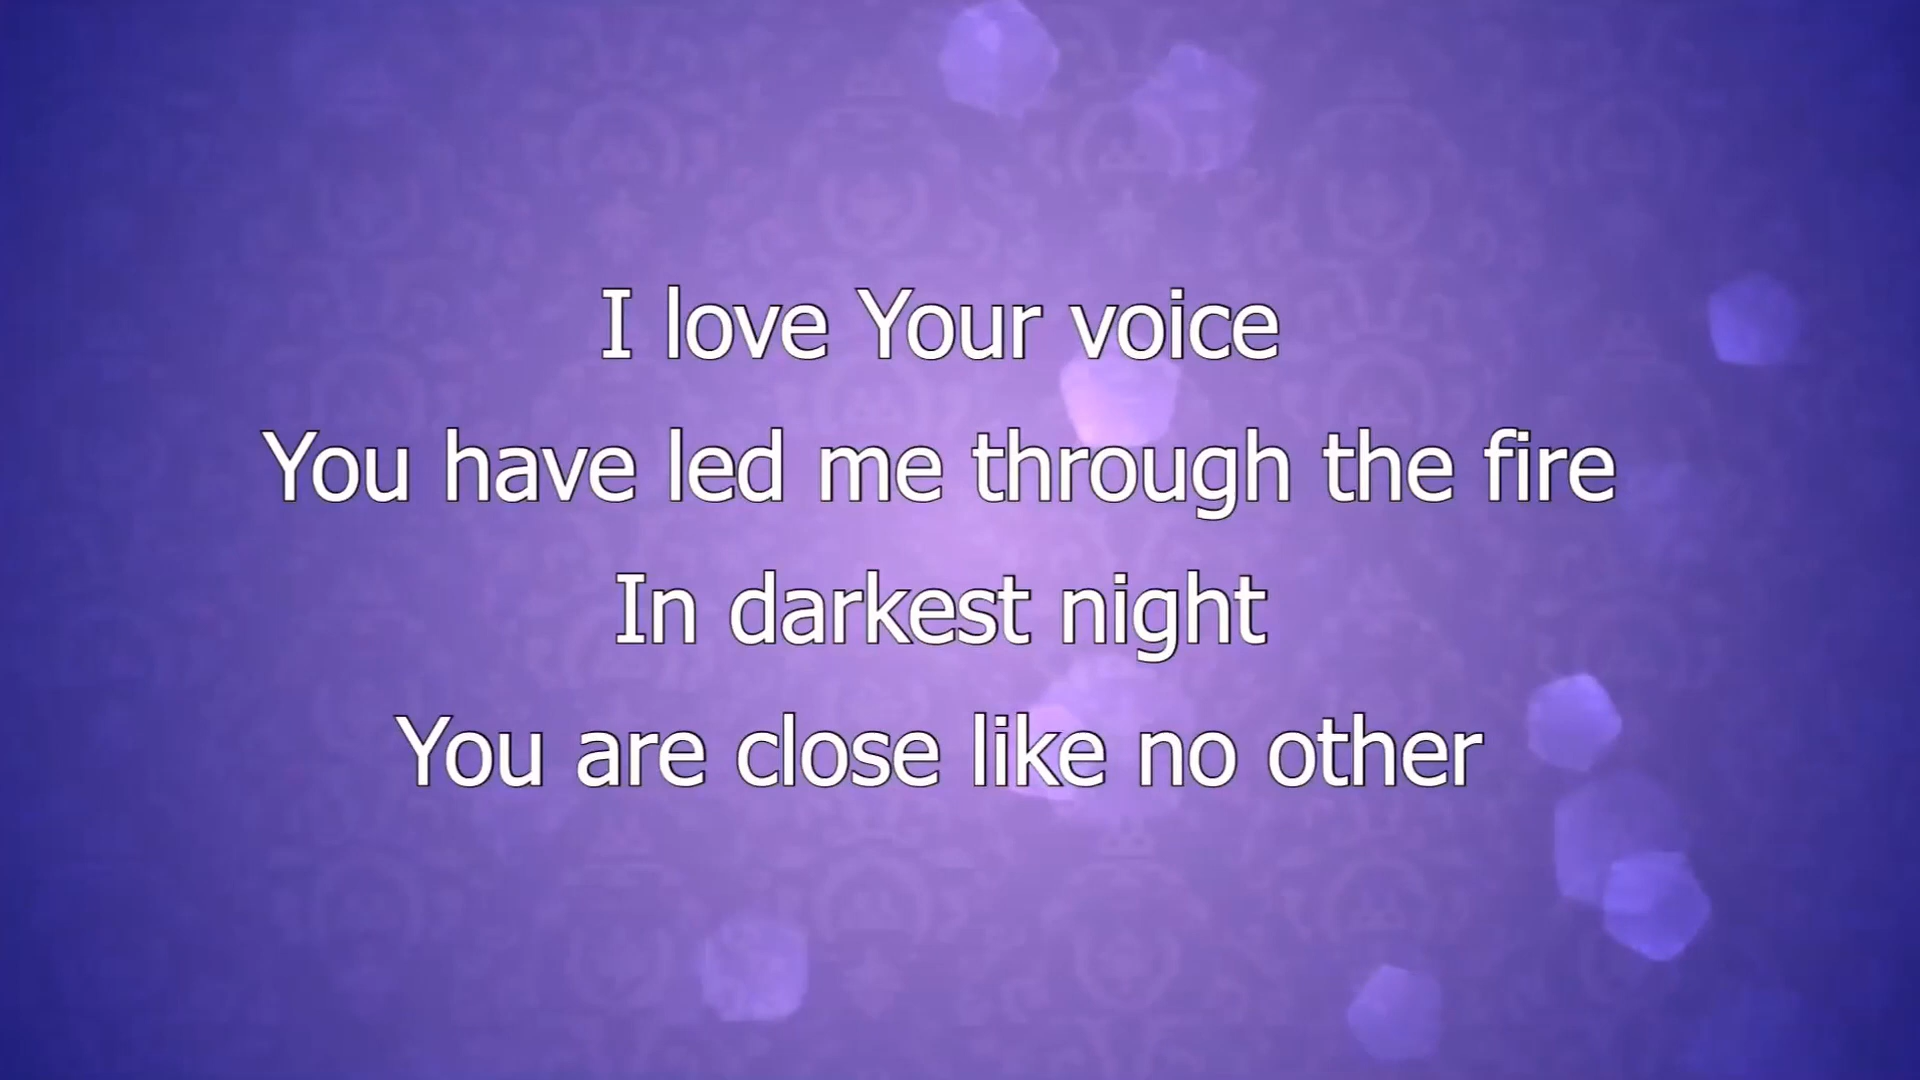 I love Your voice
You have led me through the fire
In darkest night
You are close like no other